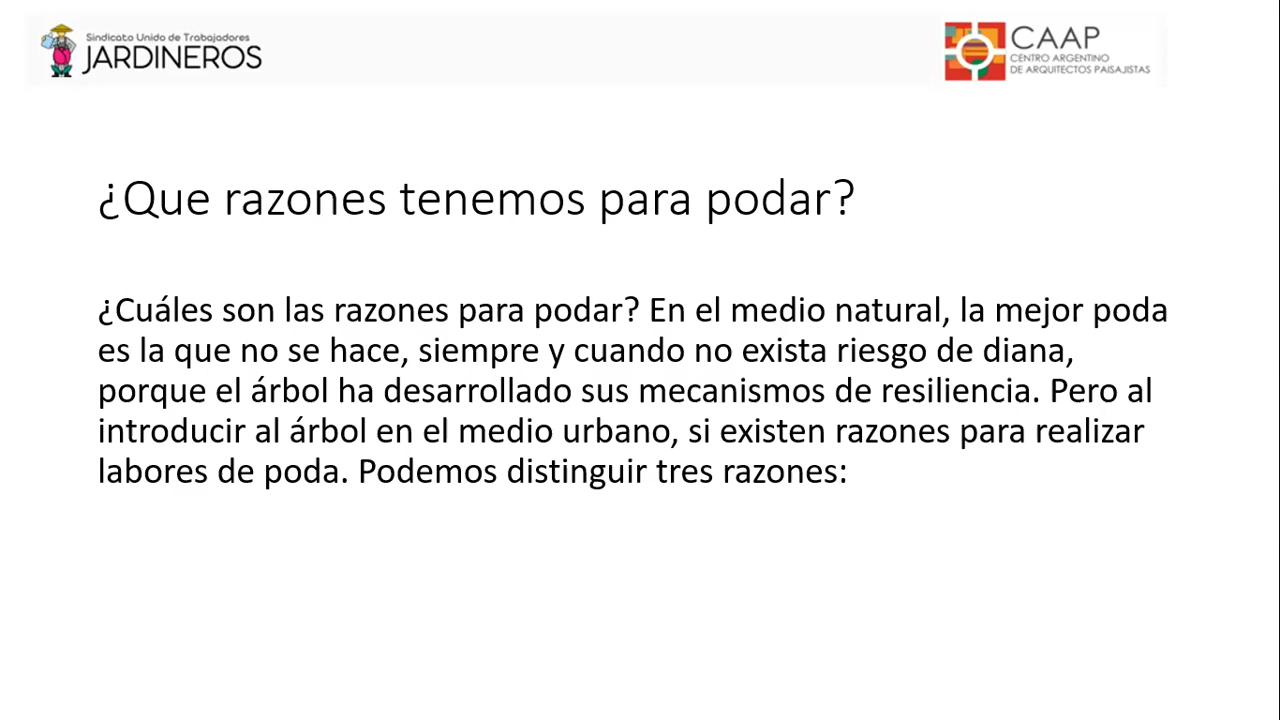 Sindicato Unido de Trabajadores
JARDINEROS
CAAP
CENTRO ARGENTINO
DE ARQUITECTOS PAISAJISTAS
¿Que razones tenemos para podar?
¿Cuáles son las razones para podar? En el medio natural, la mejor poda
es la que no se hace, siempre y cuando no exista riesgo de diana,
porque el árbol ha desarrollado sus mecanismos de resiliencia. Pero al
introducir al árbol en el medio urbano, si existen razones para realizar
labores de poda. Podemos distinguir tres razones: